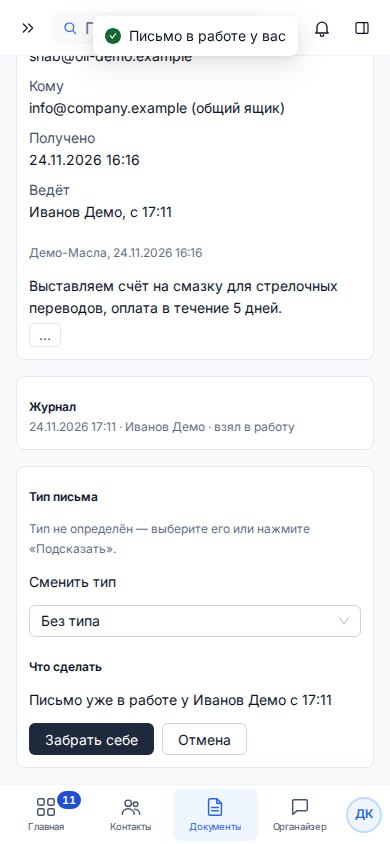 Письмо в работе у вас
snab@oil-demo.example
Кому
info@company.example (общий ящик)
Получено
24.11.2026 16:16
Ведёт
Иванов Демо, с 17:11
Демо-Масла, 24.11.2026 16:16
Выставляем счёт на смазку для стрелочных
переводов, оплата в течение 5 дней.
...
Журнал
24.11.2026 17:11 · Иванов Демо · взял в работу
Тип письма
Тип не определён — выберите его или нажмите
«Подсказать».
Сменить тип
Без типа
Что сделать
Письмо уже в работе у Иванов Демо с 17:11
Забрать себе
Отмена
11
Главная
Контакты
Документы
Органайзер
ДК